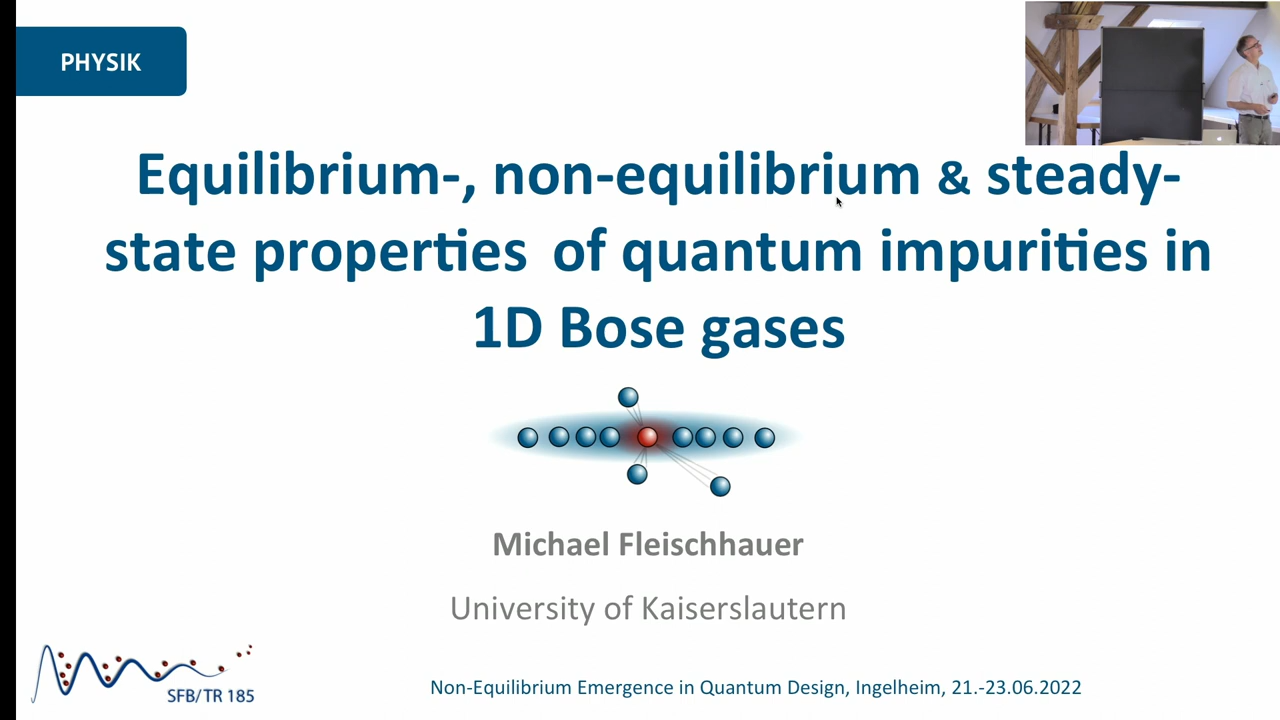 PHYSIK
Equilibrium-, non-equilibrium & steady-
state properties of quantum impurities in
1D Bose gases
Michael Fleischhauer
University of Kaiserslautern
SFB/TR 185
Non-Equilibrium Emergence in Quantum Design, Ingelheim, 21.-23.06.2022